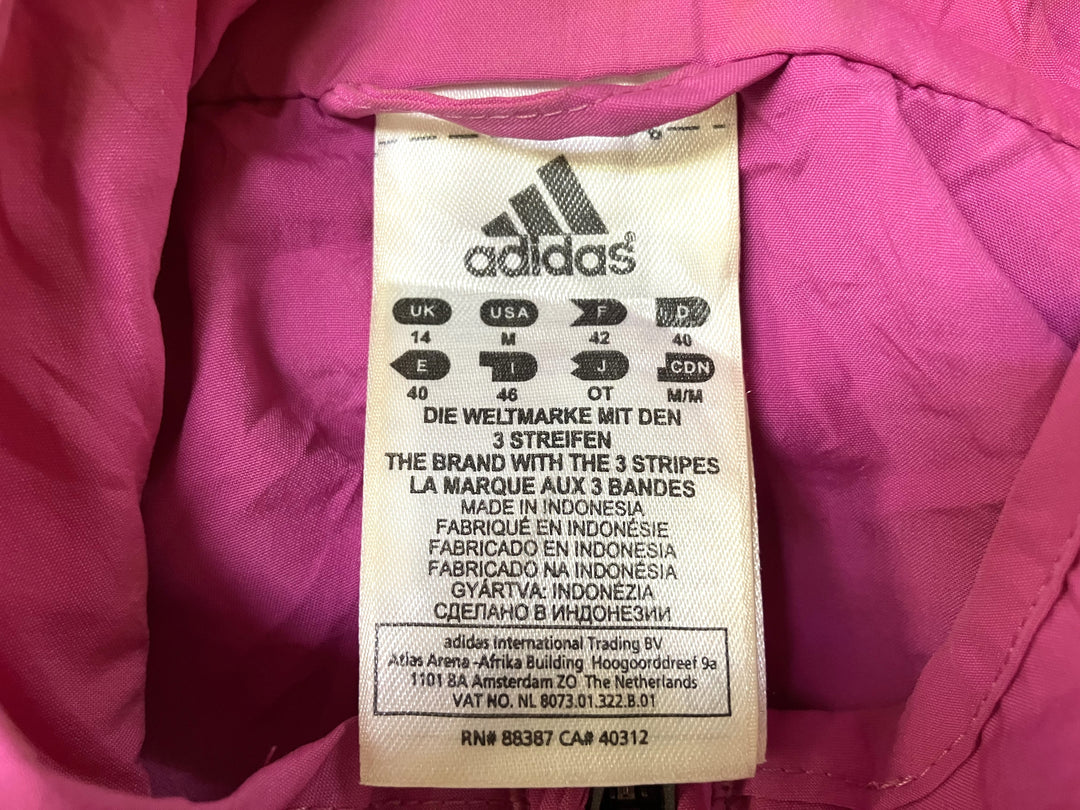 adidas®
UK USA F D
14 M 42 40
E I J CDN
40 46 OT M/M
DIE WELTMARKE MIT DEN
3 STREIFEN
THE BRAND WITH THE 3 STRIPES
LA MARQUE AUX 3 BANDES
MADE IN INDONESIA
FABRIQUÉ EN INDONÉSIE
FABRICADO EN INDONESIA
FABRICADO NA INDONÉSIA
GYÁRTVA: INDONÉZIA
СДЕЛАНО В ИНДОНЕЗИИ
adidas International Trading BV
Atlas Arena -Afrika Building Hoogoorddreef 9a
1101 BA Amsterdam ZO The Netherlands
VAT NO. NL 8073.01.322.B.01
RN# 88387 CA# 40312